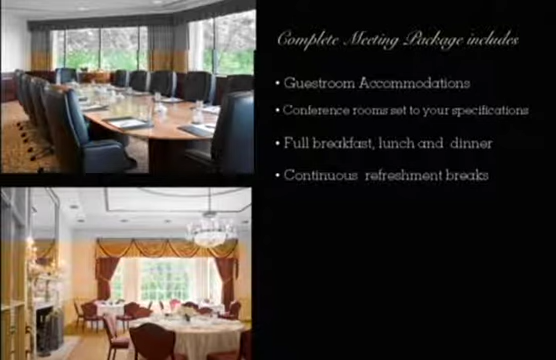 Complete Meeting Package includes
• Guestroom Accommodations
• Conference rooms set to your specifications
• Full breakfast, lunch and dinner
• Continuous refreshment breaks